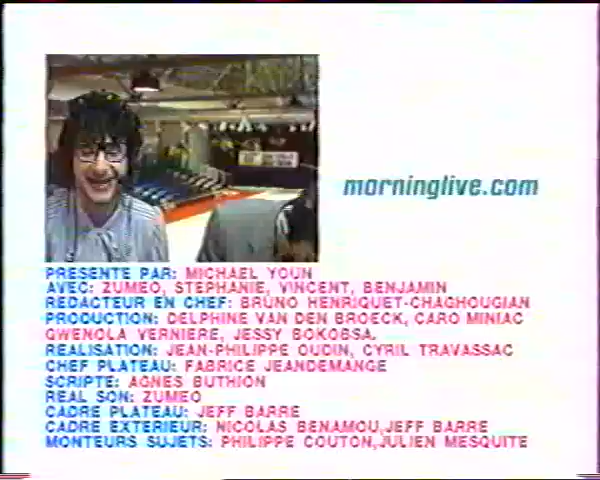 morninglive.com
PRESENTE PAR: MICHAEL YOUN
AVEC: ZUMEO, STEPHANIE, VINCENT, BENJAMIN
REDACTEUR EN CHEF: BRUNO HENRIQUET-CHAGHOUGIAN
PRODUCTION: DELPHINE VAN DEN BROECK, CARO MINIAC
GWENOLA VERNIERE, JESSY BOKOBSA.
REALISATION: JEAN-PHILIPPE OUDIN, CYRIL TRAVASSAC
CHEF PLATEAU: FABRICE JEANDEMANGE
SCRIPTE: AGNES BUTHION
REAL SON: ZUMEO
CADRE PLATEAU: JEFF BARRE
CADRE EXTERIEUR: NICOLAS BENAMOU,JEFF BARRE
MONTEURS SUJETS: PHILIPPE COUTON,JULIEN MESQUITE